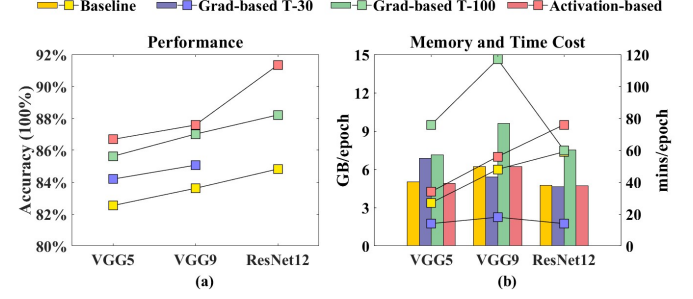 Baseline Grad-based T-30 Grad-based T-100 Activation-based
Performance
Accuracy (100%)
92%
90%
88%
86%
84%
82%
80%
VGG5 VGG9 ResNet12
(a)
Memory and Time Cost
GB/epoch
15
12
9
6
3
0
mins/epoch
120
100
80
60
40
20
0
VGG5 VGG9 ResNet12
(b)